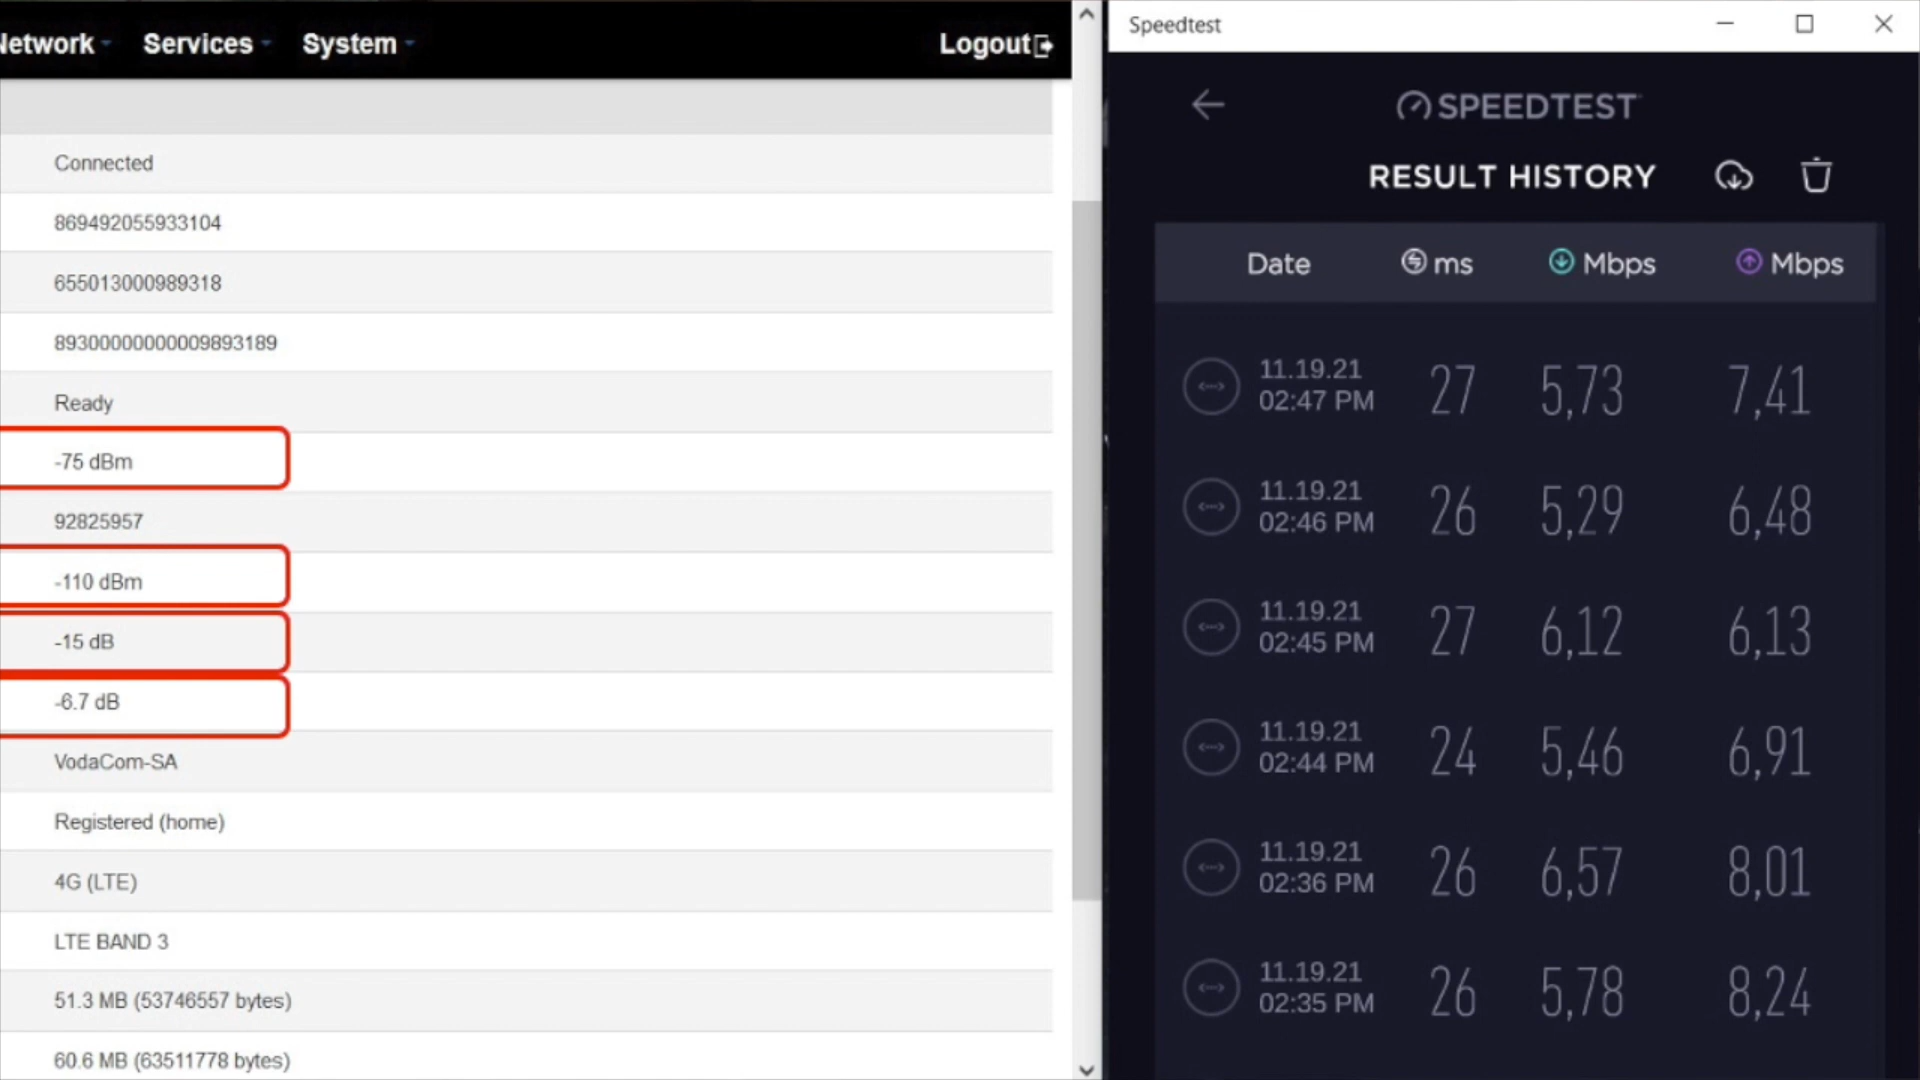 Network Services System Logout
Connected
869492055933104
655013000989318
89300000000009893189
Ready
-75 dBm
92825957
-110 dBm
-15 dB
-6.7 dB
VodaCom-SA
Registered (home)
4G (LTE)
LTE BAND 3
51.3 MB (53746557 bytes)
60.6 MB (63511778 bytes)
Speedtest
SPEEDTEST
RESULT HISTORY
Date ms Mbps Mbps
11.19.21
02:47 PM 27 5,73 7,41
11.19.21
02:46 PM 26 5,29 6,48
11.19.21
02:45 PM 27 6,12 6,13
11.19.21
02:44 PM 24 5,46 6,91
11.19.21
02:36 PM 26 6,57 8,01
11.19.21
02:35 PM 26 5,78 8,24